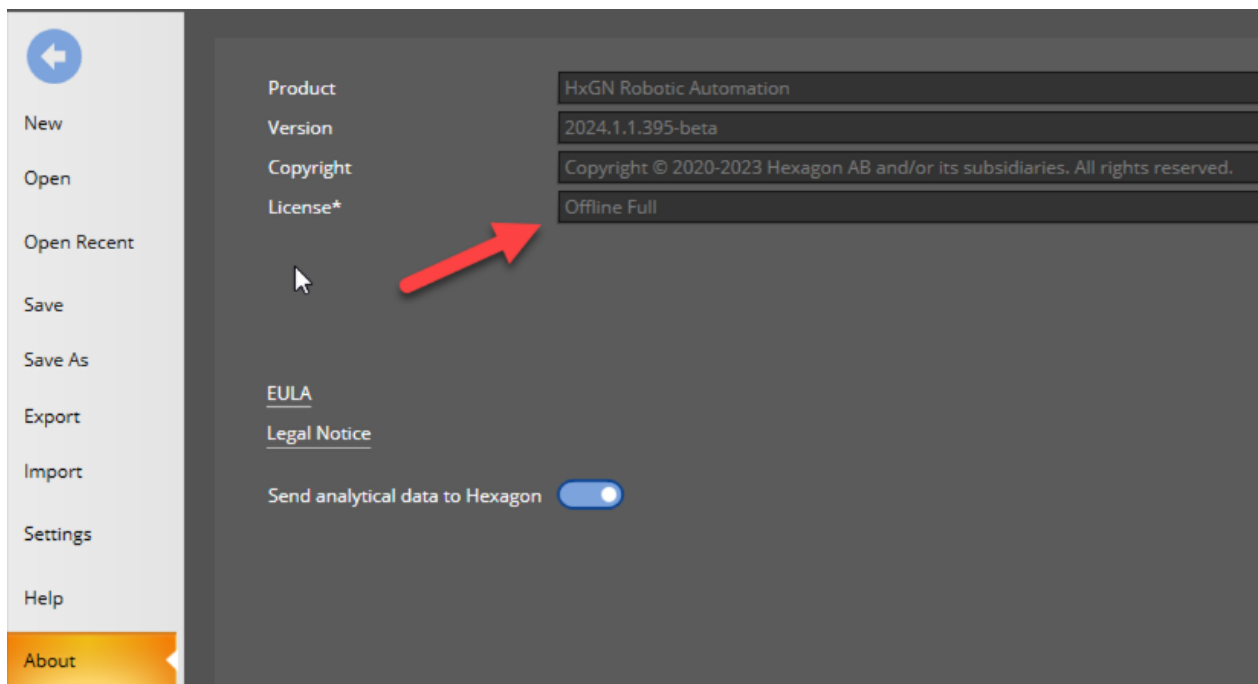 New
Open
Open Recent
Save
Save As
Export
Import
Settings
Help
About
Product HxGN Robotic Automation
Version 2024.1.1.395-beta
Copyright Copyright © 2020-2023 Hexagon AB and/or its subsidiaries. All rights reserved.
License* Offline Full
EULA
Legal Notice
Send analytical data to Hexagon